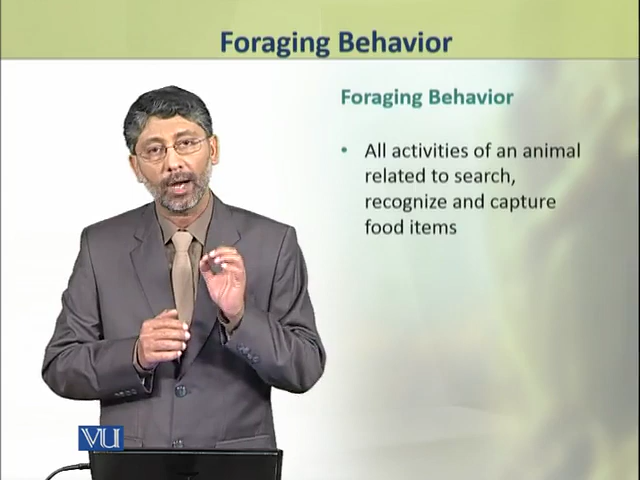 Foraging Behavior
Foraging Behavior
• All activities of an animal
related to search,
recognize and capture
food items
VU